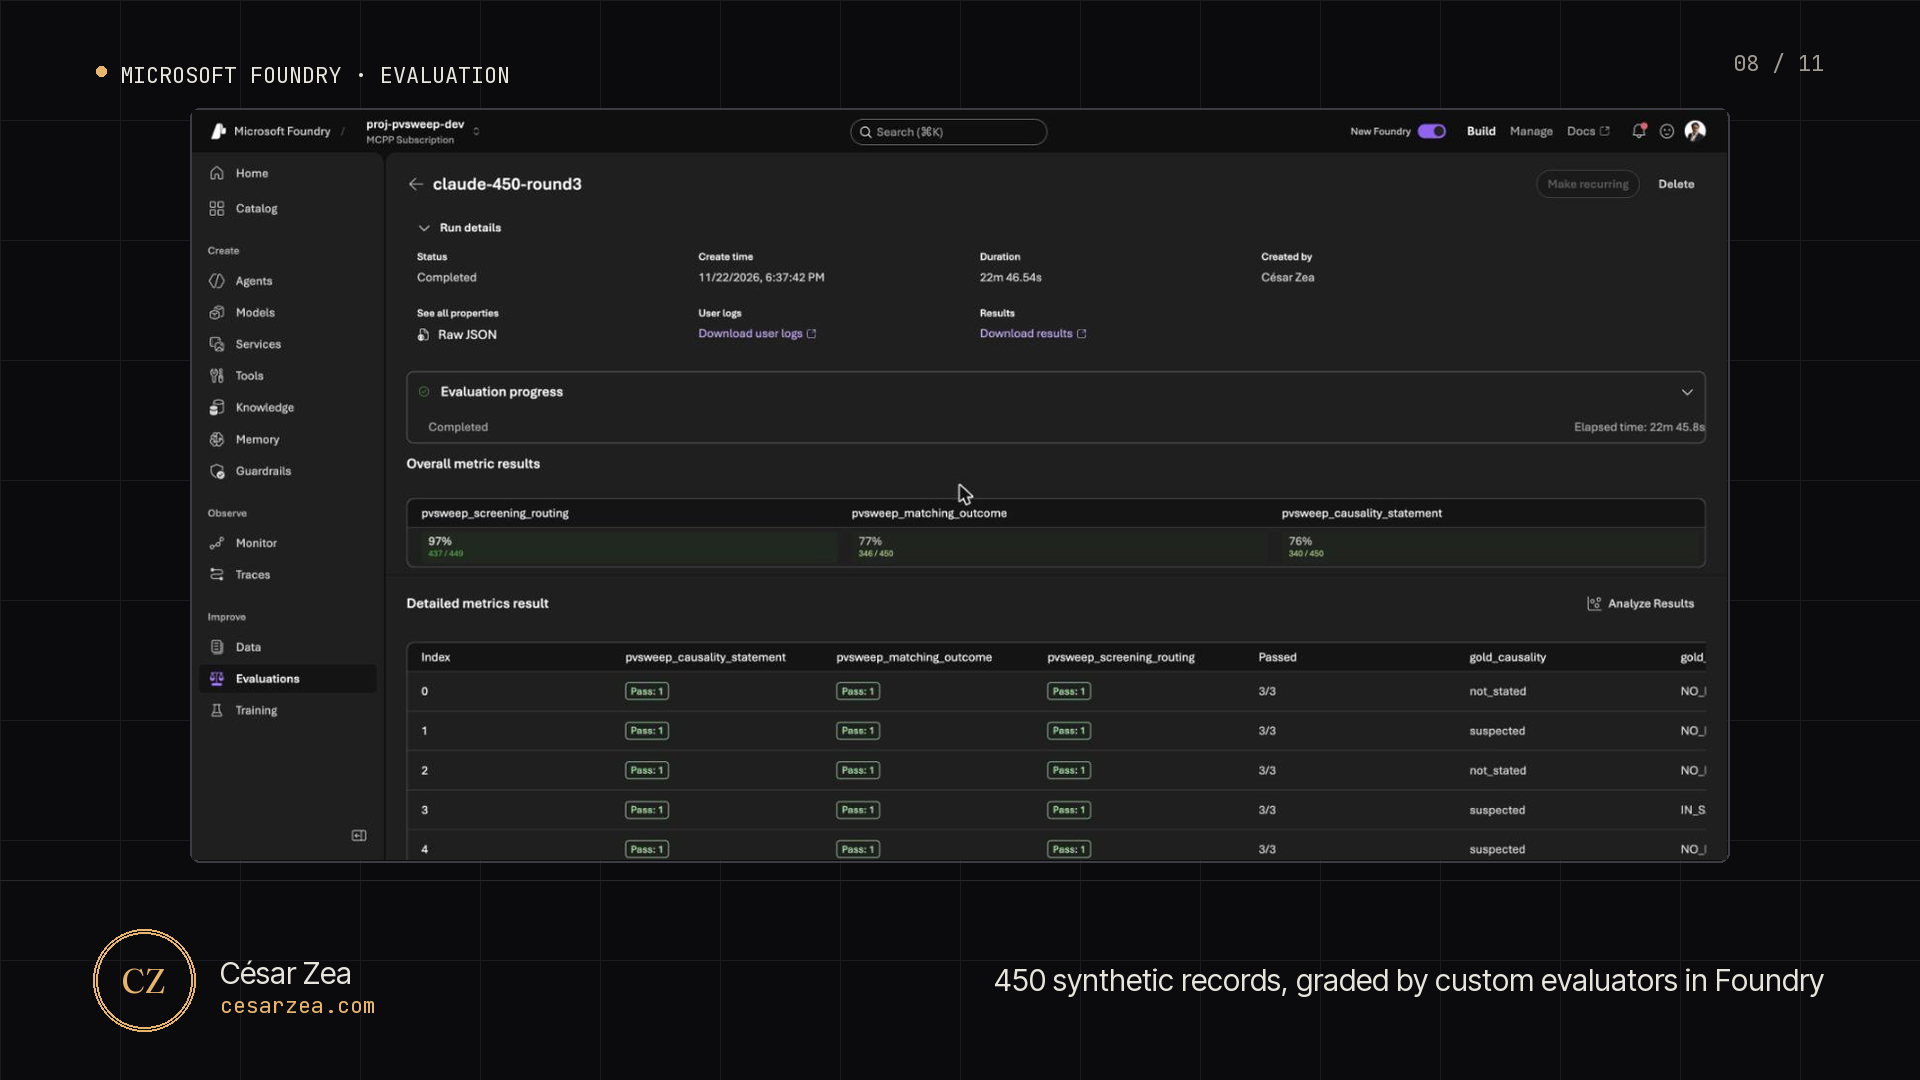 MICROSOFT FOUNDRY · EVALUATION
08 / 11
Microsoft Foundry /
proj-pvsweep-dev
MCPP Subscription
Search (⌘K)
New Foundry
Build
Manage
Docs
Home
Catalog
Create
Agents
Models
Services
Tools
Knowledge
Memory
Guardrails
Observe
Monitor
Traces
Improve
Data
Evaluations
Training
claude-450-round3
Make recurring
Delete
Run details
Status
Create time
Duration
Created by
Completed
11/22/2026, 6:37:42 PM
22m 46.54s
César Zea
See all properties
User logs
Results
Raw JSON
Download user logs
Download results
Evaluation progress
Completed
Elapsed time: 22m 45.8s
Overall metric results
pvsweep_screening_routing
pvsweep_matching_outcome
pvsweep_causality_statement
97%
77%
76%
437 / 449
346 / 450
340 / 450
Detailed metrics result
Analyze Results
Index pvsweep_causality_statement pvsweep_matching_outcome pvsweep_screening_routing Passed gold_causality gold_
0 Pass: 1 Pass: 1 Pass: 1 3/3 not_stated NO_
1 Pass: 1 Pass: 1 Pass: 1 3/3 suspected NO_
2 Pass: 1 Pass: 1 Pass: 1 3/3 not_stated NO_
3 Pass: 1 Pass: 1 Pass: 1 3/3 suspected IN_S
4 Pass: 1 Pass: 1 Pass: 1 3/3 suspected NO_
CZ
César Zea
cesarzea.com
450 synthetic records, graded by custom evaluators in Foundry